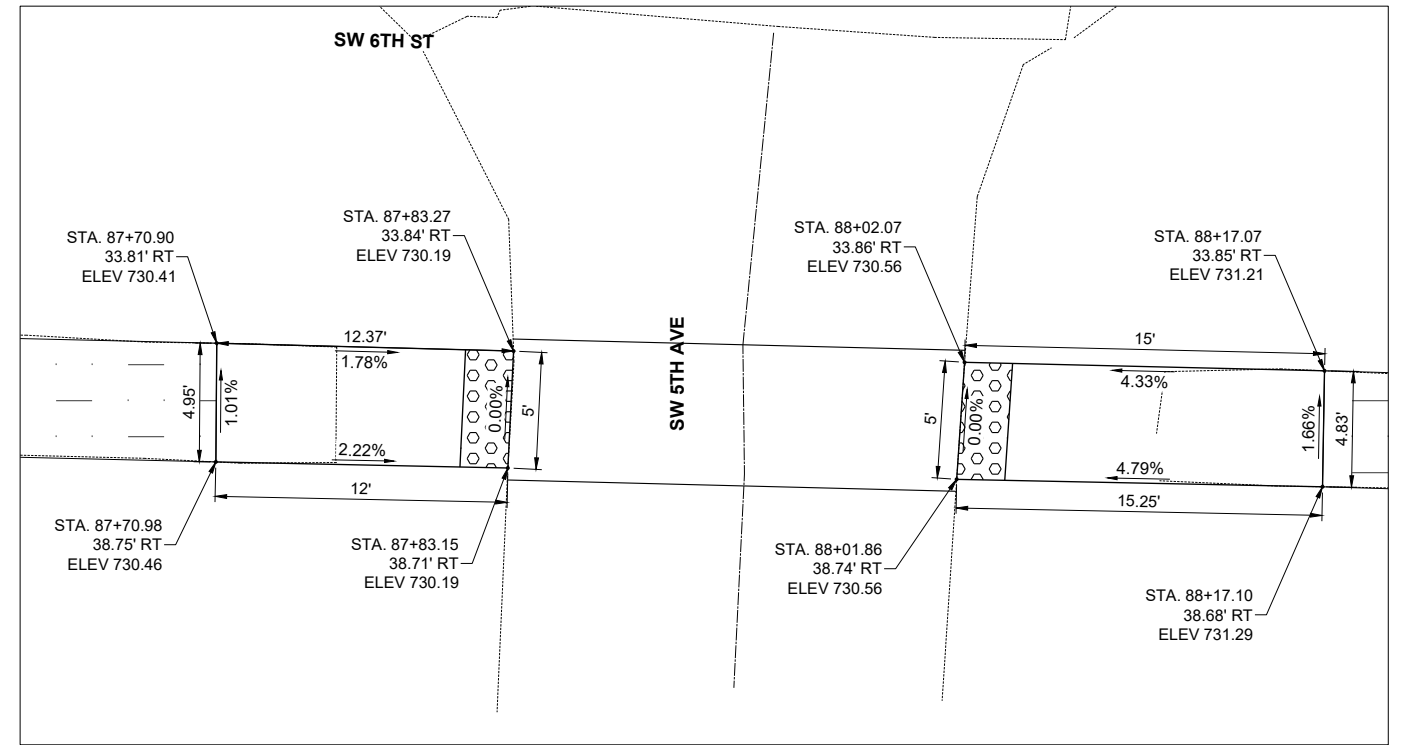 SW 6TH ST
STA. 87+70.90
33.81' RT
ELEV 730.41
STA. 87+83.27
33.84' RT
ELEV 730.19
STA. 88+02.07
33.86' RT
ELEV 730.56
STA. 88+17.07
33.85' RT
ELEV 731.21
12.37'
1.78%
4.95'
1.01%
2.22%
12'
0.00%
5'
SW 5TH AVE
15'
4.33%
5'
0.00%
4.79%
15.25'
1.66%
4.83'
STA. 87+70.98
38.75' RT
ELEV 730.46
STA. 87+83.15
38.71' RT
ELEV 730.19
STA. 88+01.86
38.74' RT
ELEV 730.56
STA. 88+17.10
38.68' RT
ELEV 731.29